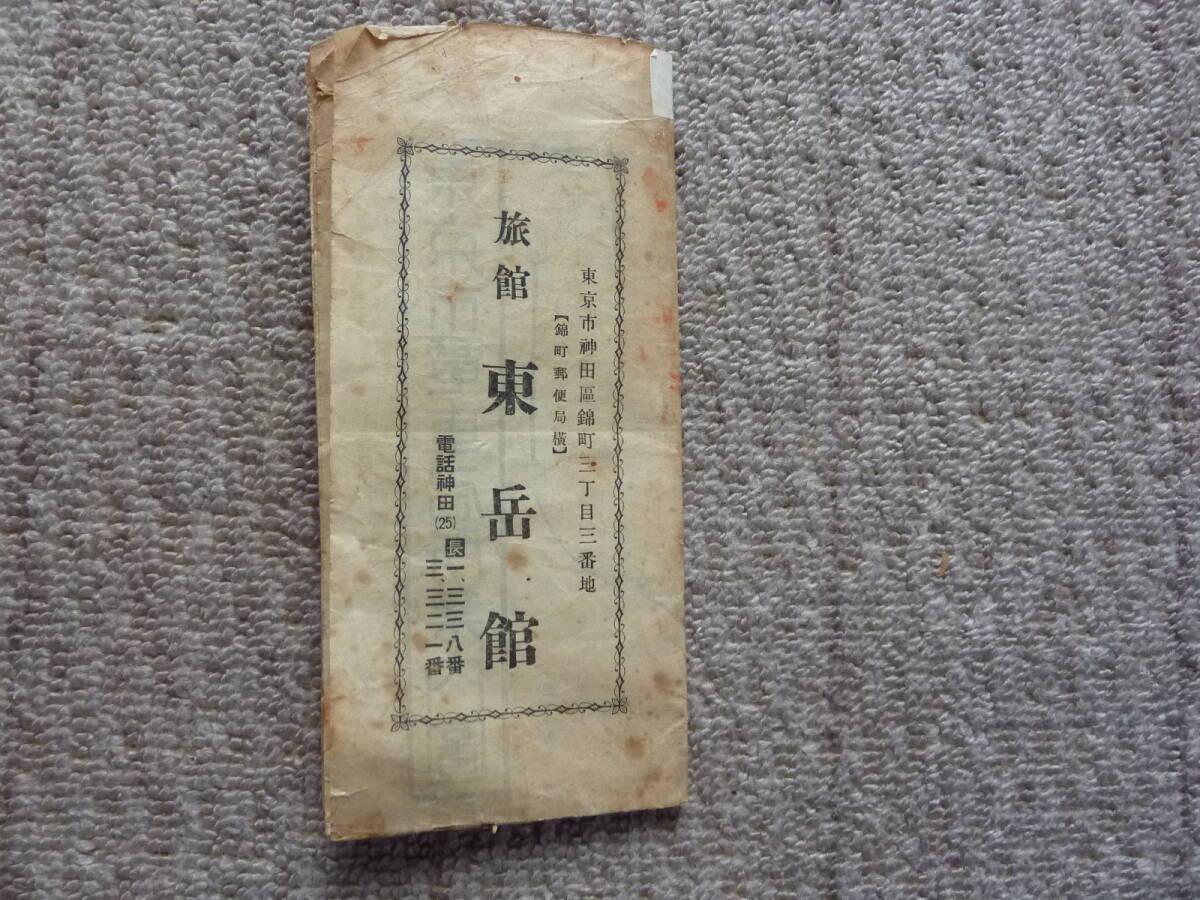 東京市神田區錦町三丁目三番地
【錦町郵便局橫】
旅館 東岳館
電話神田(25)長一、三三八番
三、三二一番